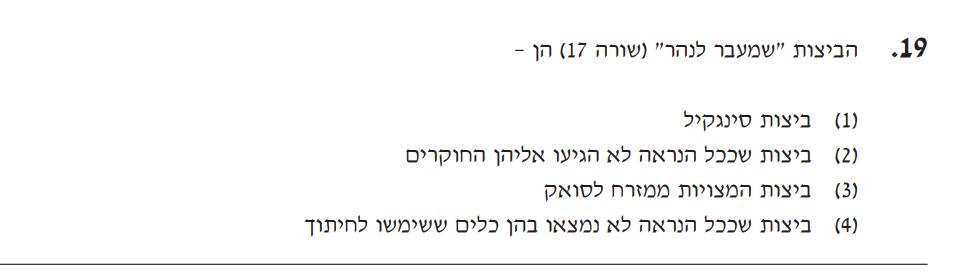 19. הביצות "שמעבר לנהר" (שורה 17) הן –
(1) ביצות סינגקיל
(2) ביצות שככל הנראה לא הגיעו אליהן החוקרים
(3) ביצות המצויות ממזרח לסואק
(4) ביצות שככל הנראה לא נמצאו בהן כלים ששימשו לחיתוך